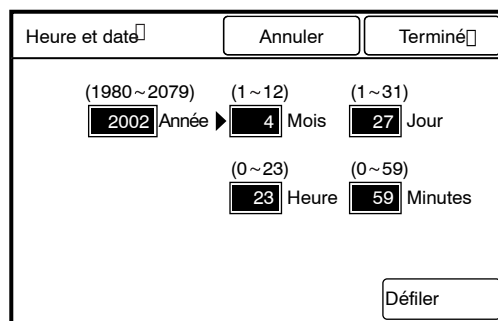 Heure et date Annuler Terminé
(1980~2079) (1~12) (1~31)
2002 Année 4 Mois 27 Jour
(0~23) (0~59)
23 Heure 59 Minutes
Défiler